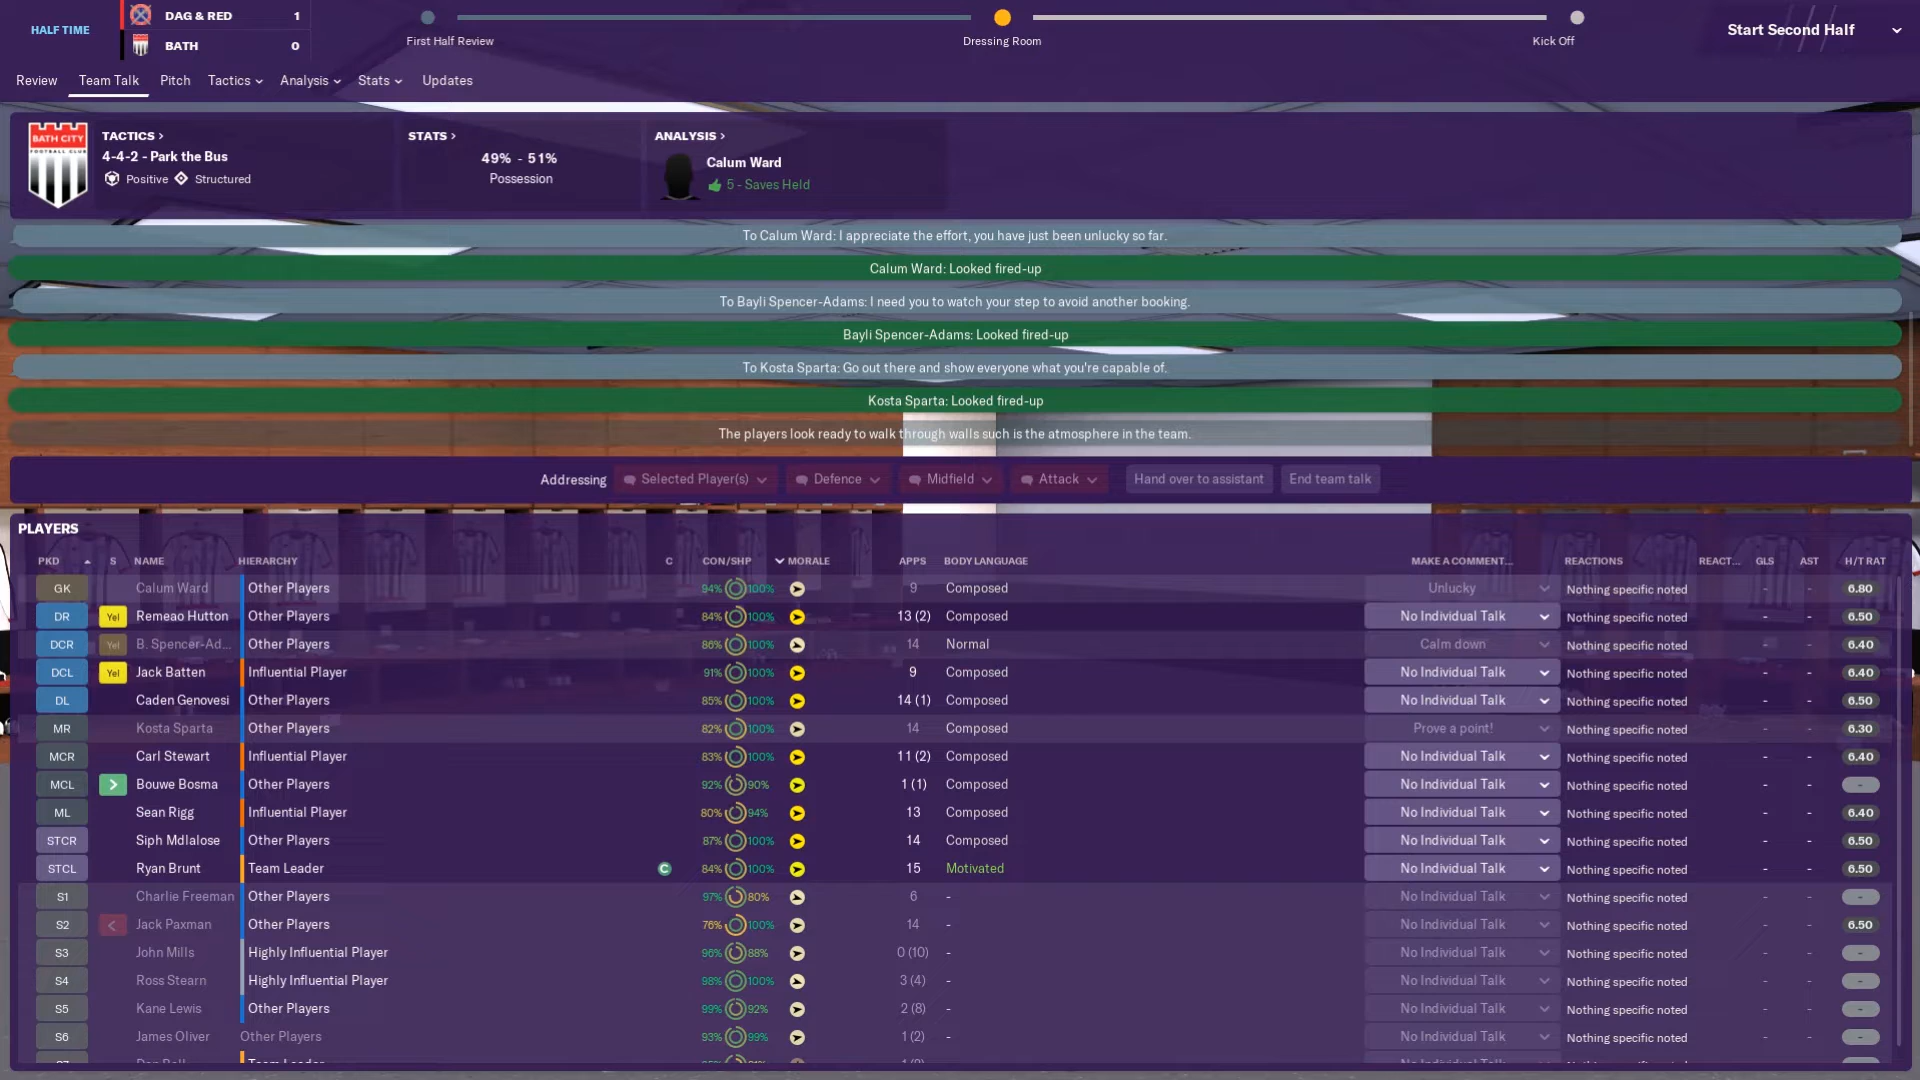 HALF TIME
DAG & RED 1
BATH 0
First Half Review
Dressing Room
Kick Off
Start Second Half
Review Team Talk Pitch Tactics Analysis Stats Updates
BATH CITY
FOOTBALL CLUB
TACTICS >
4-4-2 - Park the Bus
Positive Structured
STATS >
49% - 51%
Possession
ANALYSIS >
Calum Ward
5 - Saves Held
To Calum Ward: I appreciate the effort, you have just been unlucky so far.
Calum Ward: Looked fired-up
To Bayli Spencer-Adams: I need you to watch your step to avoid another booking.
Bayli Spencer-Adams: Looked fired-up
To Kosta Sparta: Go out there and show everyone what you're capable of.
Kosta Sparta: Looked fired-up
The players look ready to walk through walls such is the atmosphere in the team.
Addressing Selected Player(s) Defence Midfield Attack Hand over to assistant End team talk
PLAYERS
PKD S NAME HIERARCHY C CON/SHP MORALE APPS BODY LANGUAGE MAKE A COMMENT... REACTIONS REACT... GLS AST H/T RAT
GK Calum Ward Other Players 94% 100% 9 Composed Unlucky Nothing specific noted - - 6.80
DR Yel Remeao Hutton Other Players 84% 100% 13 (2) Composed No Individual Talk Nothing specific noted - - 6.50
DCR Yel B. Spencer-Ad... Other Players 86% 100% 14 Normal Calm down Nothing specific noted - - 6.40
DCL Yel Jack Batten Influential Player 91% 100% 9 Composed No Individual Talk Nothing specific noted - - 6.40
DL Caden Genovesi Other Players 85% 100% 14 (1) Composed No Individual Talk Nothing specific noted - - 6.50
MR Kosta Sparta Other Players 82% 100% 14 Composed Prove a point! Nothing specific noted - - 6.30
MCR Carl Stewart Influential Player 83% 100% 11 (2) Composed No Individual Talk Nothing specific noted - - 6.40
MCL Bouwe Bosma Other Players 92% 90% 1 (1) Composed No Individual Talk Nothing specific noted - - -
ML Sean Rigg Influential Player 80% 94% 13 Composed No Individual Talk Nothing specific noted - - 6.40
STCR Siph Mdlalose Other Players 87% 100% 14 Composed No Individual Talk Nothing specific noted - - 6.50
STCL Ryan Brunt Team Leader C 84% 100% 15 Motivated No Individual Talk Nothing specific noted - - 6.50
S1 Charlie Freeman Other Players 97% 80% 6 - No Individual Talk Nothing specific noted - - -
S2 Jack Paxman Other Players 76% 100% 14 - No Individual Talk Nothing specific noted - - 6.50
S3 John Mills Highly Influential Player 96% 88% 0 (10) - No Individual Talk Nothing specific noted - - -
S4 Ross Stearn Highly Influential Player 98% 100% 3 (4) - No Individual Talk Nothing specific noted - - -
S5 Kane Lewis Other Players 99% 92% 2 (8) - No Individual Talk Nothing specific noted - - -
S6 James Oliver Other Players 93% 99% 1 (2) - No Individual Talk Nothing specific noted - - -
Team Leader No Individual Talk Nothing specific noted